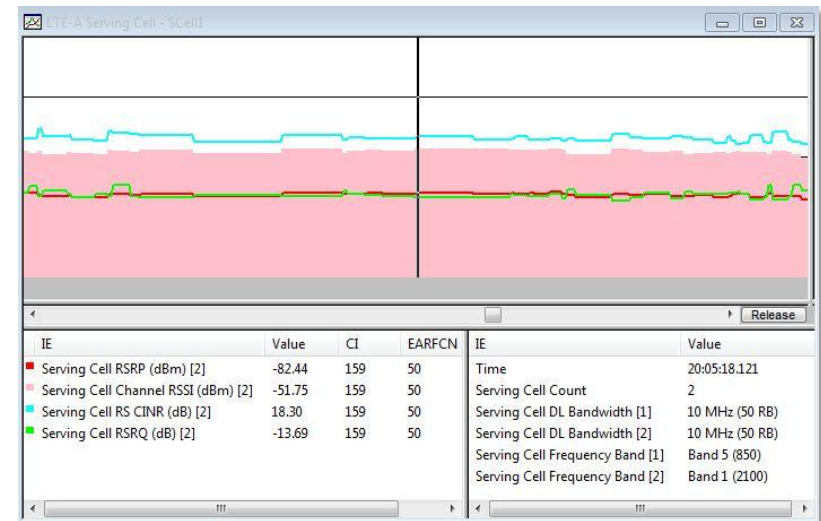 LTE-A Serving Cell - SCell1
Release
IE Value CI EARFCN
Serving Cell RSRP (dBm) [2] -82.44 159 50
Serving Cell Channel RSSI (dBm) [2] -51.75 159 50
Serving Cell RS CINR (dB) [2] 18.30 159 50
Serving Cell RSRQ (dB) [2] -13.69 159 50
IE Value
Time 20:05:18.121
Serving Cell Count 2
Serving Cell DL Bandwidth [1] 10 MHz (50 RB)
Serving Cell DL Bandwidth [2] 10 MHz (50 RB)
Serving Cell Frequency Band [1] Band 5 (850)
Serving Cell Frequency Band [2] Band 1 (2100)